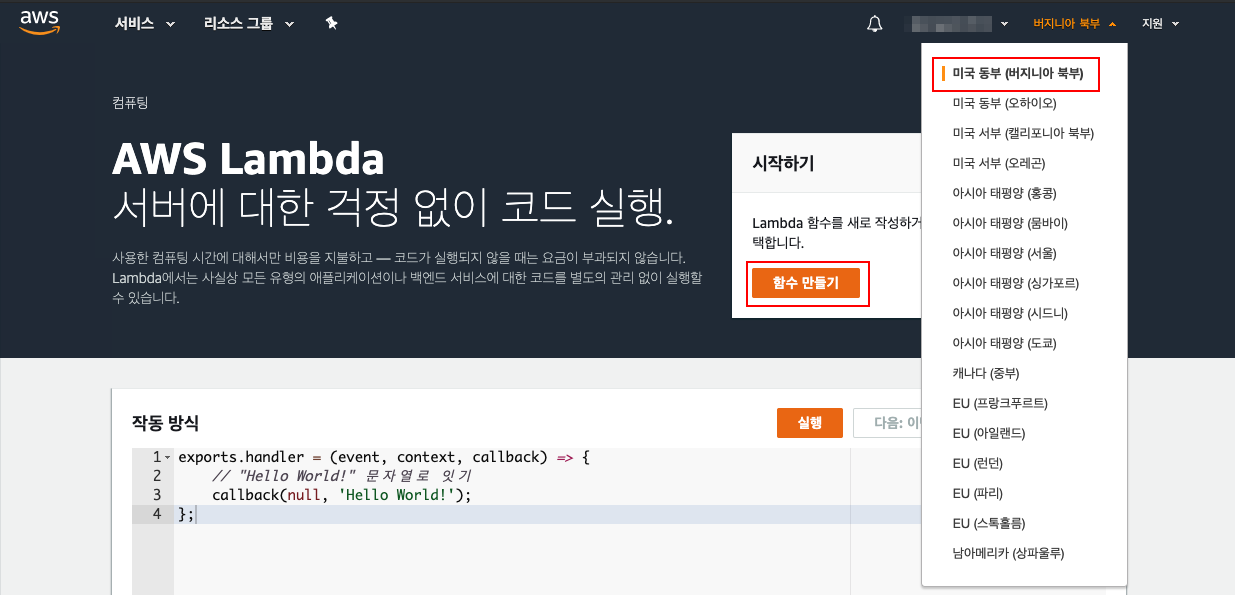 aws 서비스 리소스 그룹 버지니아 북부 지원
미국 동부 (버지니아 북부)
미국 동부 (오하이오)
미국 서부 (캘리포니아 북부)
미국 서부 (오레곤)
아시아 태평양 (홍콩)
아시아 태평양 (뭄바이)
아시아 태평양 (서울)
아시아 태평양 (싱가포르)
아시아 태평양 (시드니)
아시아 태평양 (도쿄)
캐나다 (중부)
EU (프랑크푸르트)
EU (아일랜드)
EU (런던)
EU (파리)
EU (스톡홀름)
남아메리카 (상파울루)
컴퓨팅
AWS Lambda
서버에 대한 걱정 없이 코드 실행.
사용한 컴퓨팅 시간에 대해서만 비용을 지불하고 — 코드가 실행되지 않을 때는 요금이 부과되지 않습니다.
Lambda에서는 사실상 모든 유형의 애플리케이션이나 백엔드 서비스에 대한 코드를 별도의 관리 없이 실행할
수 있습니다.
시작하기
Lambda 함수를 새로 작성하거
택합니다.
함수 만들기
작동 방식
실행
다음:
1 exports.handler = (event, context, callback) => {
2 // "Hello World!" 문자열로 잇기
3 callback(null, 'Hello World!');
4 };